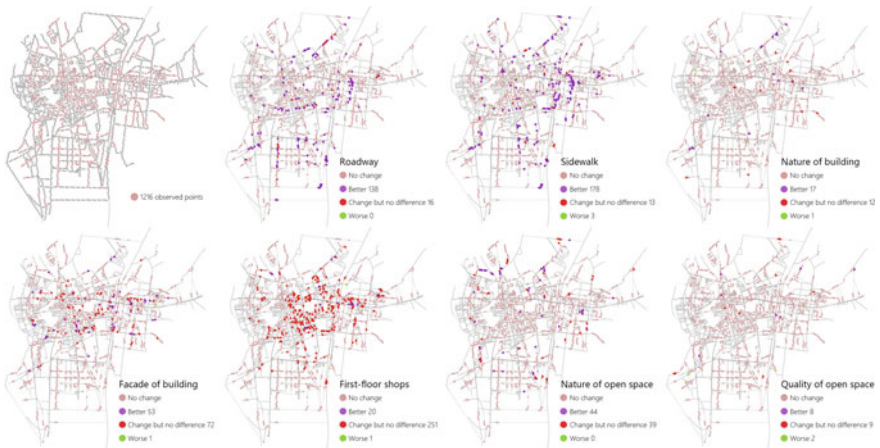 1216 observed points
Roadway
No change
Better 138
Change but no difference 16
Worse 0
Sidewalk
No change
Better 178
Change but no difference 13
Worse 3
Nature of building
No change
Better 17
Change but no difference 12
Worse 1
Facade of building
No change
Better 53
Change but no difference 72
Worse 1
First-floor shops
No change
Better 20
Change but no difference 251
Worse 1
Nature of open space
No change
Better 44
Change but no difference 39
Worse 0
Quality of open space
No change
Better 8
Change but no difference 9
Worse 2